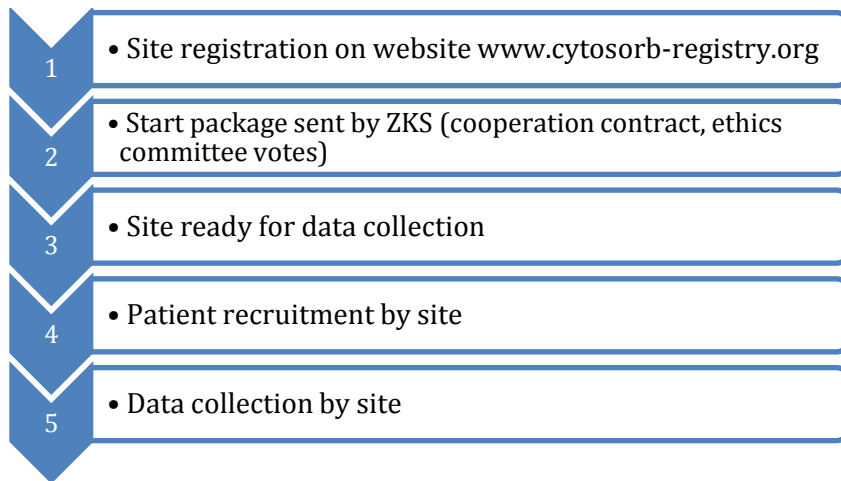 1
• Site registration on website www.cytosorb-registry.org
2
• Start package sent by ZKS (cooperation contract, ethics
committee votes)
3
• Site ready for data collection
4
• Patient recruitment by site
5
• Data collection by site